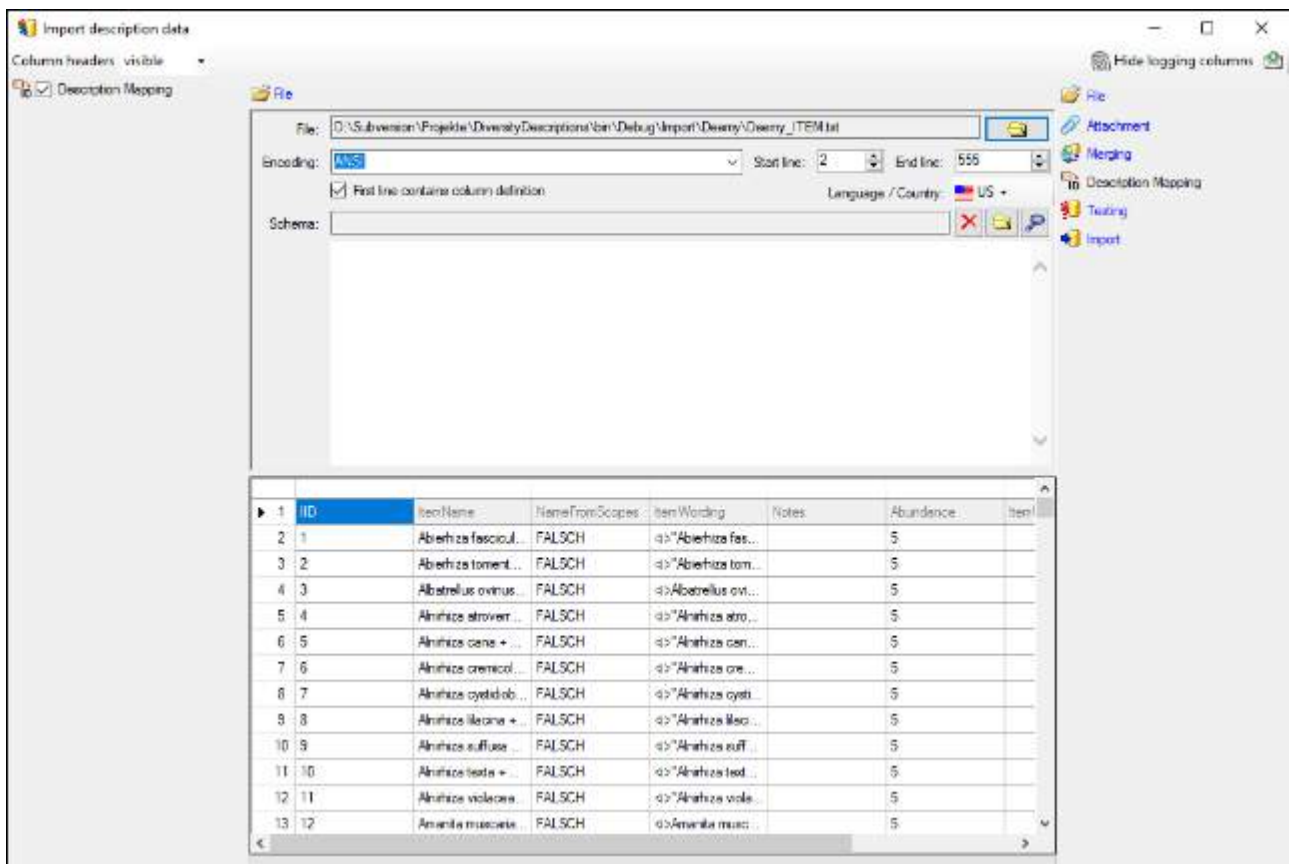 Import description data
Column headers visible
Hide logging columns
Description Mapping
File
File: D:\Subversion\Projekte\DiversityDescriptions\bin\Debug\Import\Deemy\Deemy_ITEM.txt
Encoding: ANSI Start line: 2 End line: 555
First line contains column definition Language / Country: US
Schema:
File
Attachment
Merging
Description Mapping
Testing
Import
1 IID ItemName NameFromScopes ItemWording Notes Abundance
2 1 Abierhiza fascicul... FALSCH <i>"Abierhiza fas... 5
3 2 Abierhiza toment... FALSCH <i>"Abierhiza tom... 5
4 3 Albatrellus ovinus... FALSCH <i>Albatrellus ovi... 5
5 4 Alnirhiza atroverr... FALSCH <i>"Alnirhiza atro... 5
6 5 Alnirhiza cana + ... FALSCH <i>"Alnirhiza can... 5
7 6 Alnirhiza cremicol... FALSCH <i>"Alnirhiza cre... 5
8 7 Alnirhiza cystidiob... FALSCH <i>"Alnirhiza cysti... 5
9 8 Alnirhiza lilacina + ... FALSCH <i>"Alnirhiza lilaci... 5
10 9 Alnirhiza suffusa ... FALSCH <i>"Alnirhiza suff... 5
11 10 Alnirhiza texta + ... FALSCH <i>"Alnirhiza text... 5
12 11 Alnirhiza violacea... FALSCH <i>"Alnirhiza viola... 5
13 12 Amanita muscaria... FALSCH <i>Amanita musc... 5